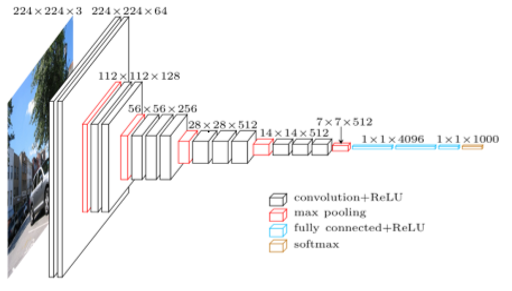 224×224×3 224×224×64
112×112×128
56×56×256
28×28×512
14×14×512
7×7×512
1×1×4096 1×1×1000
convolution+ReLU
max pooling
fully connected+ReLU
softmax